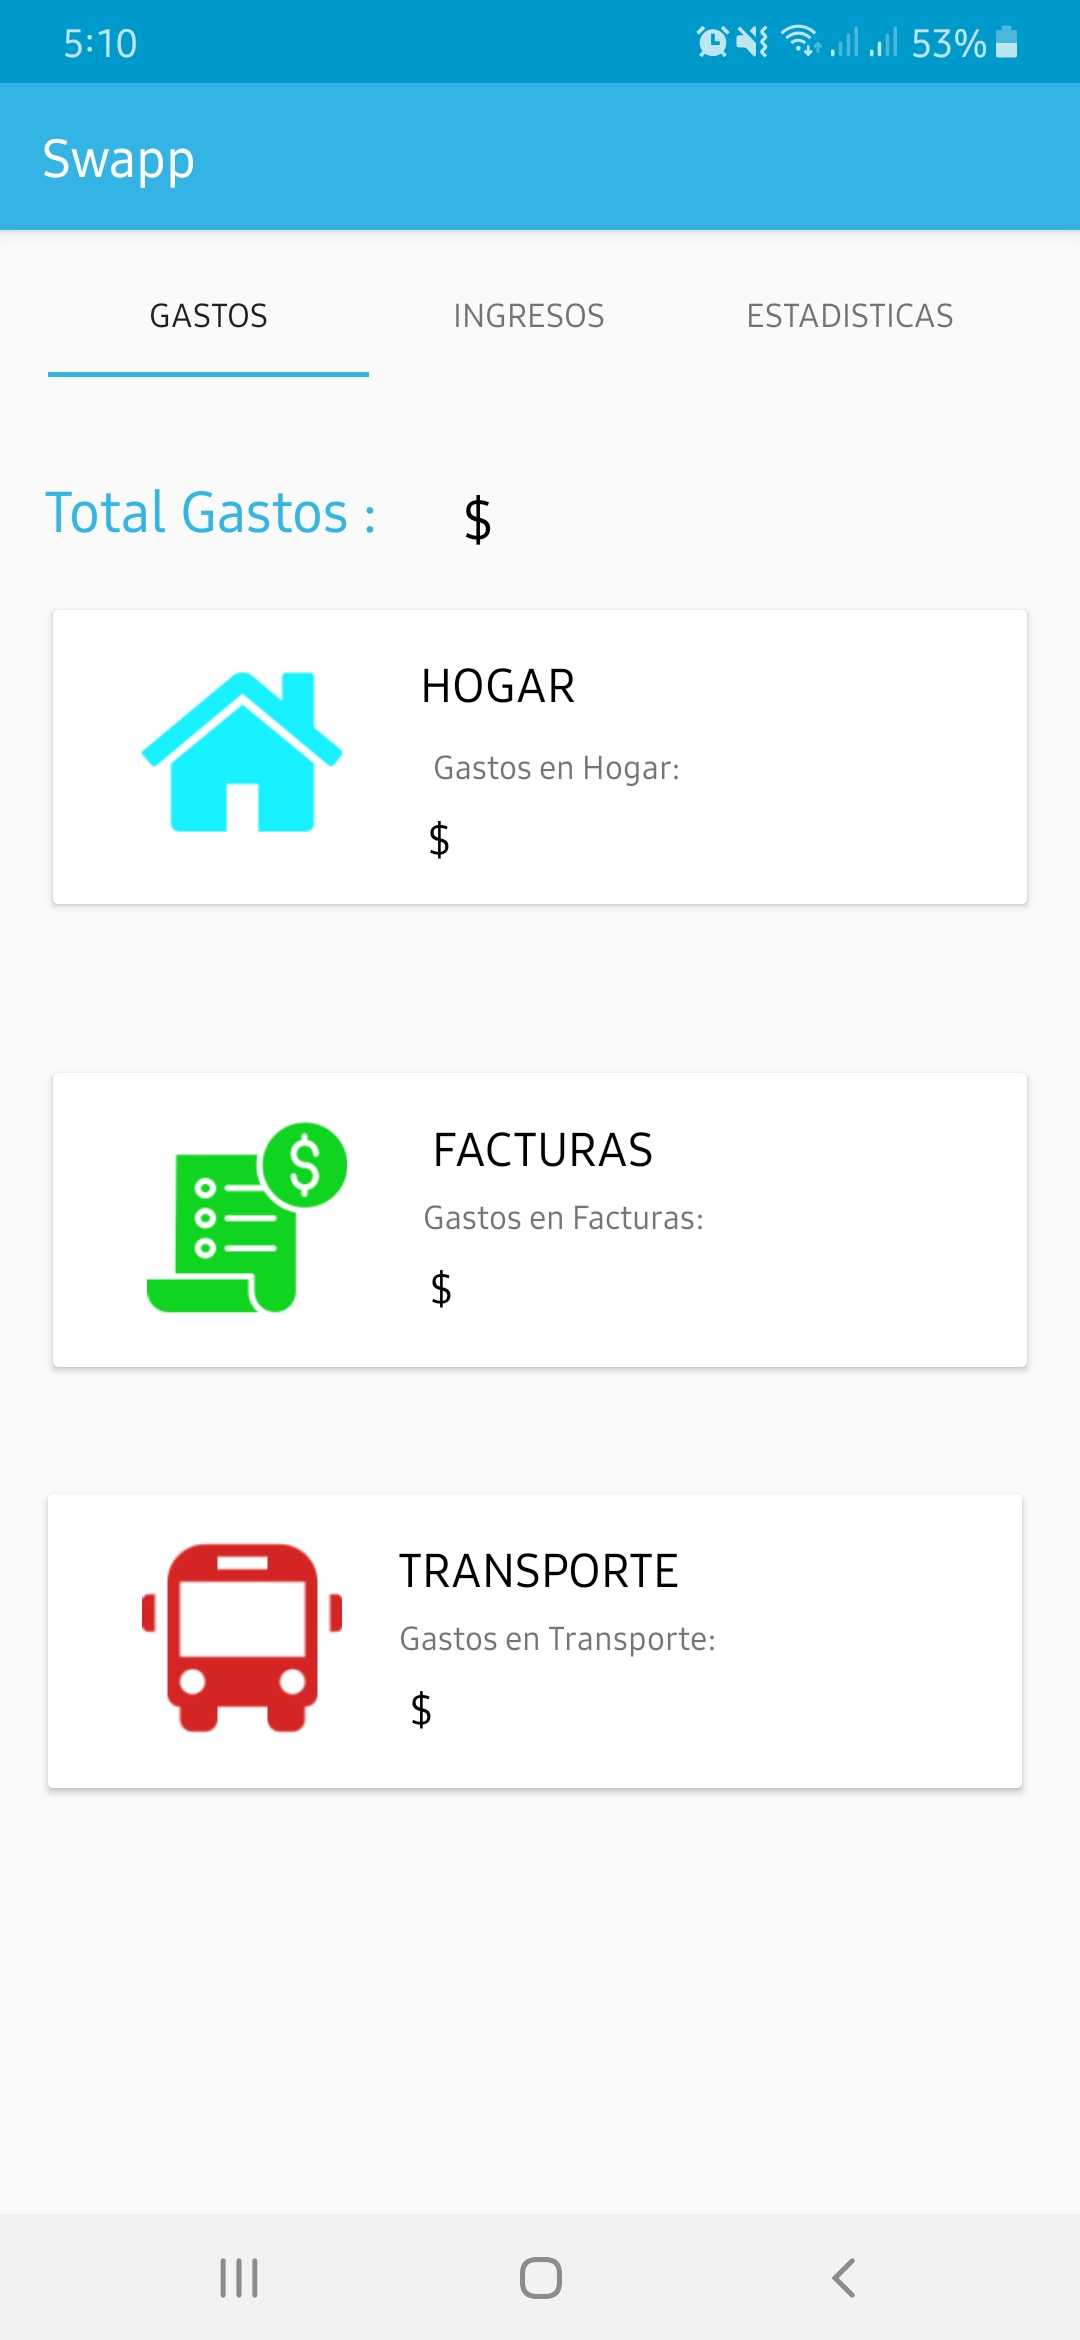 5:10 53%
Swapp
GASTOS INGRESOS ESTADISTICAS
Total Gastos : $
HOGAR
Gastos en Hogar:
$
FACTURAS
Gastos en Facturas:
$
TRANSPORTE
Gastos en Transporte:
$